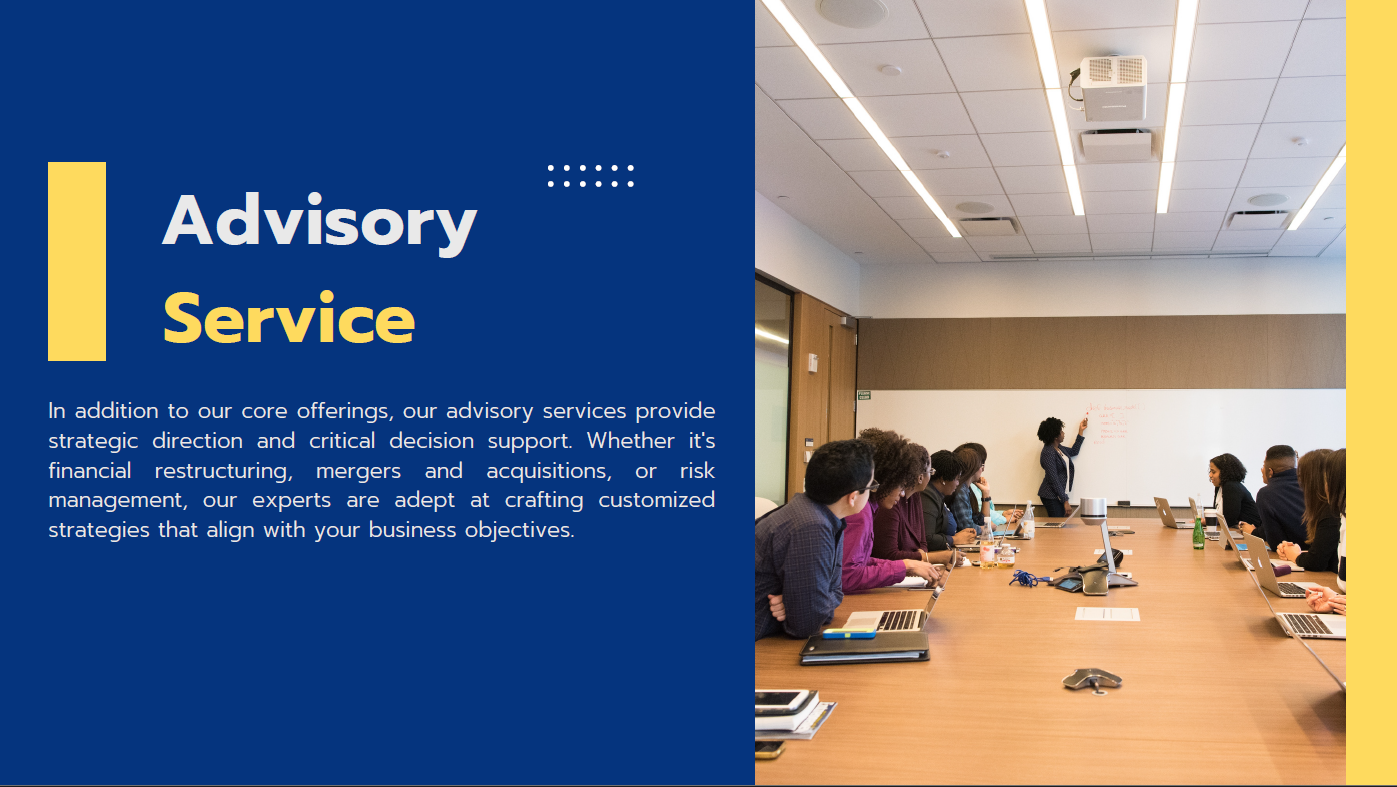 Advisory
Service
In addition to our core offerings, our advisory services provide
strategic direction and critical decision support. Whether it's
financial restructuring, mergers and acquisitions, or risk
management, our experts are adept at crafting customized
strategies that align with your business objectives.